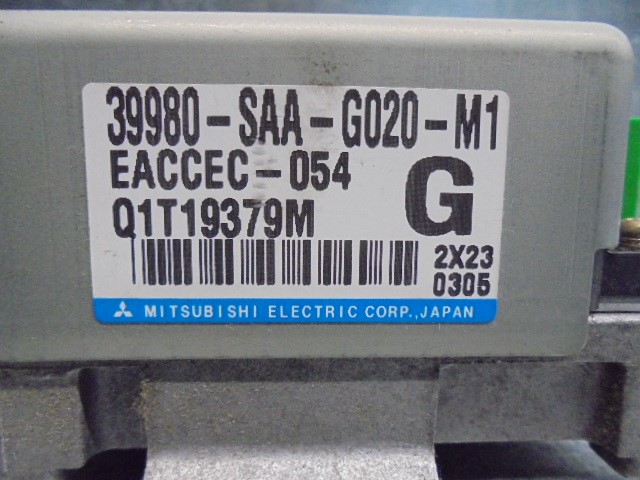 39980-SAA-G020-M1
EACCEC-054
G
Q1T19379M
2X23
0305
MITSUBISHI ELECTRIC CORP.,JAPAN